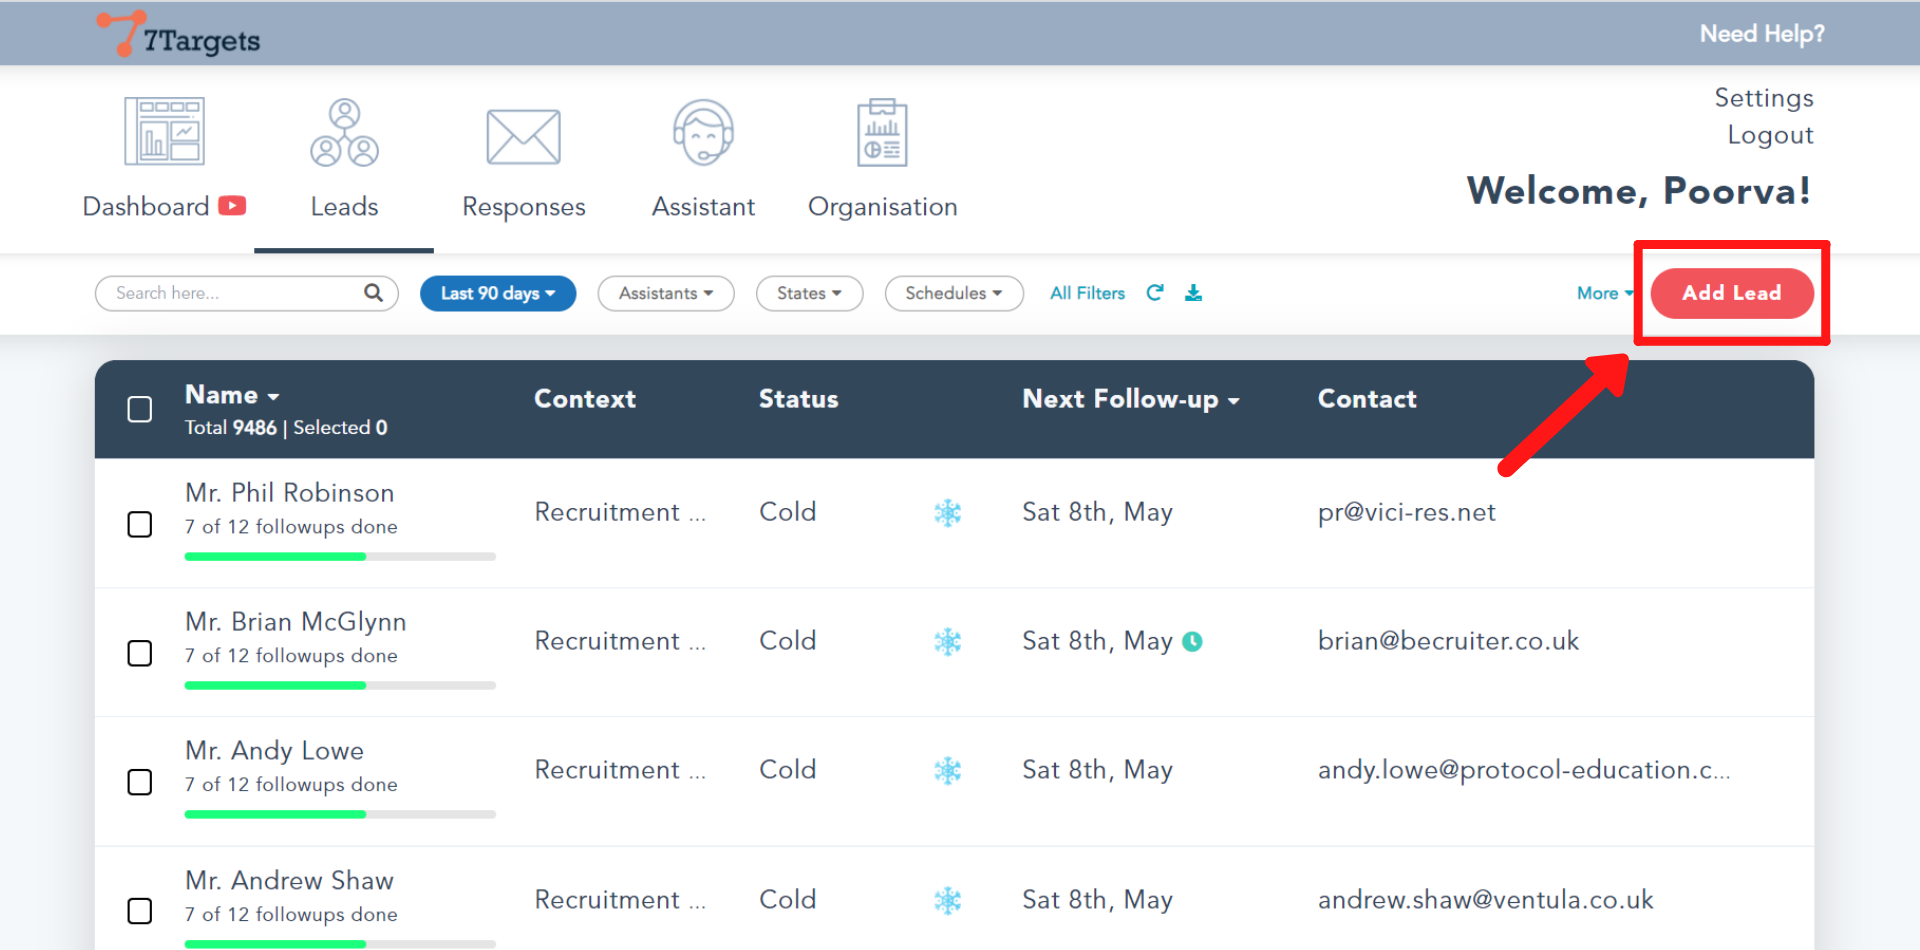 7Targets
Need Help?
Settings
Logout
Welcome, Poorva!
Dashboard
Leads
Responses
Assistant
Organisation
Search here...
Last 90 days
Assistants
States
Schedules
All Filters
More
Add Lead
Name
Total 9486 | Selected 0
Context
Status
Next Follow-up
Contact
Mr. Phil Robinson
7 of 12 followups done
Recruitment ...
Cold
Sat 8th, May
pr@vici-res.net
Mr. Brian McGlynn
7 of 12 followups done
Recruitment ...
Cold
Sat 8th, May
brian@becruiter.co.uk
Mr. Andy Lowe
7 of 12 followups done
Recruitment ...
Cold
Sat 8th, May
andy.lowe@protocol-education.c...
Mr. Andrew Shaw
7 of 12 followups done
Recruitment ...
Cold
Sat 8th, May
andrew.shaw@ventula.co.uk